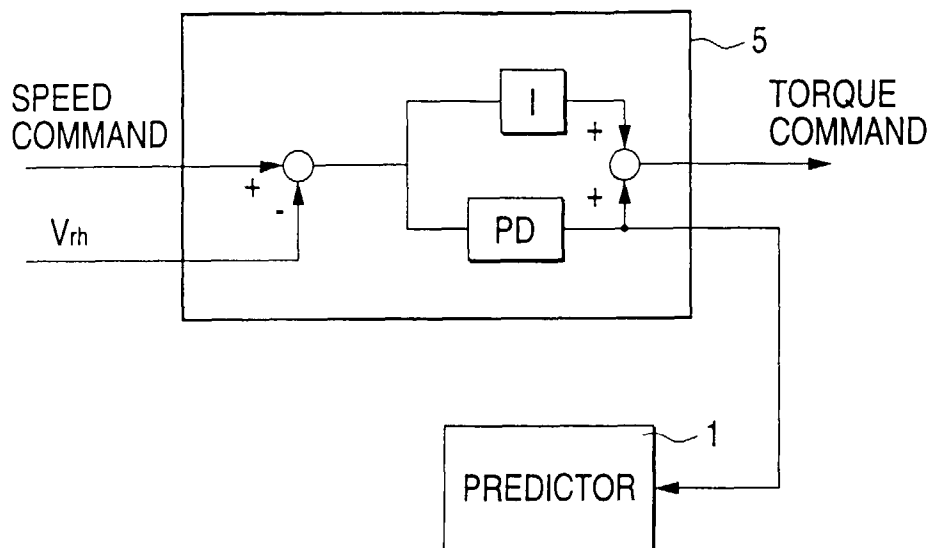 5
SPEED
COMMAND
I
TORQUE
COMMAND
+
+
-
+
Vrh
PD
1
PREDICTOR